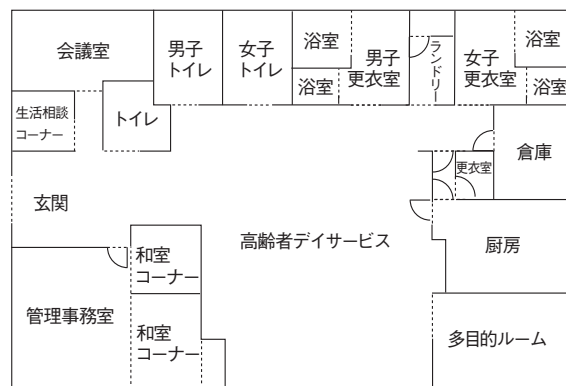 会議室
男子
トイレ
女子
トイレ
浴室
浴室
男子
更衣室
ランドリー
女子
更衣室
浴室
浴室
生活相談
コーナー
トイレ
倉庫
更衣室
玄関
和室
コーナー
高齢者デイサービス
厨房
管理事務室
和室
コーナー
多目的ルーム